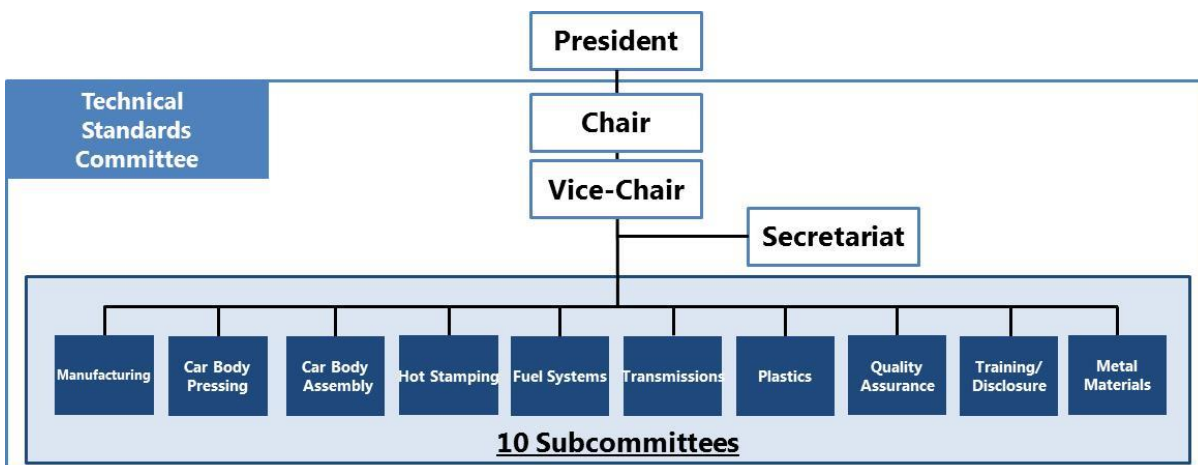 President
Technical
Standards
Committee
Chair
Vice-Chair
Secretariat
Manufacturing
Car Body
Pressing
Car Body
Assembly
Hot Stamping
Fuel Systems
Transmissions
Plastics
Quality
Assurance
Training/
Disclosure
Metal
Materials
10 Subcommittees